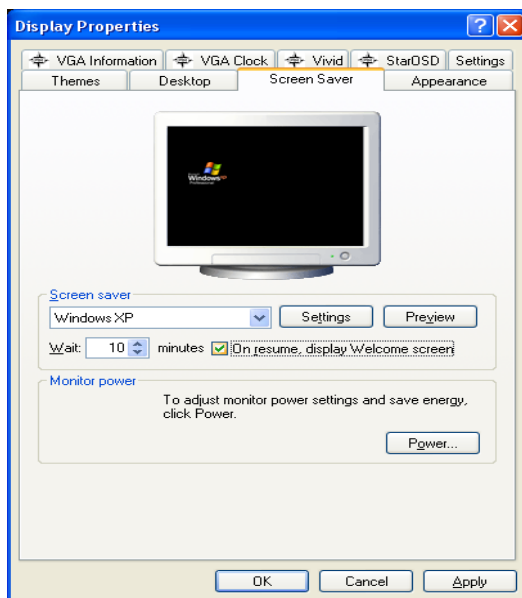 Display Properties
VGA Information VGA Clock Vivid StarOSD Settings
Themes Desktop Screen Saver Appearance
Windows XP
Screen saver
Windows XP Settings Preview
Wait: 10 minutes On resume, display Welcome screen
Monitor power
To adjust monitor power settings and save energy,
click Power.
Power...
OK Cancel Apply